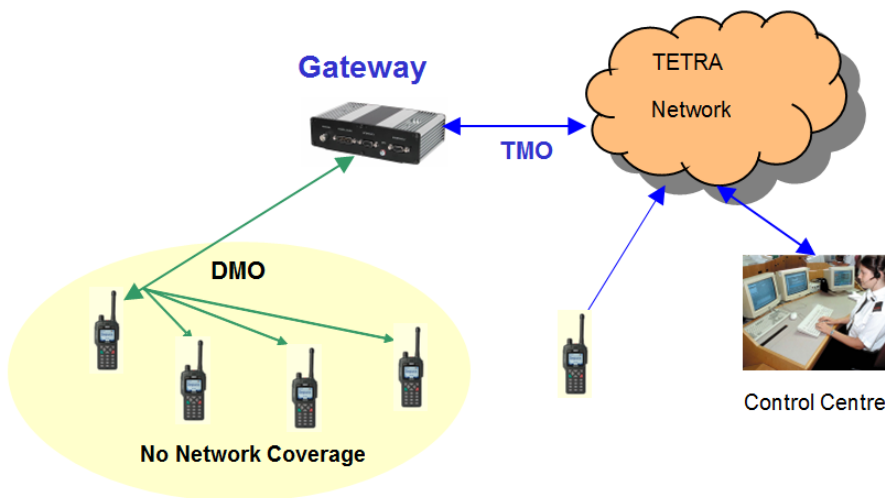 Gateway
TETRA
Network
TMO
DMO
No Network Coverage
Control Centre